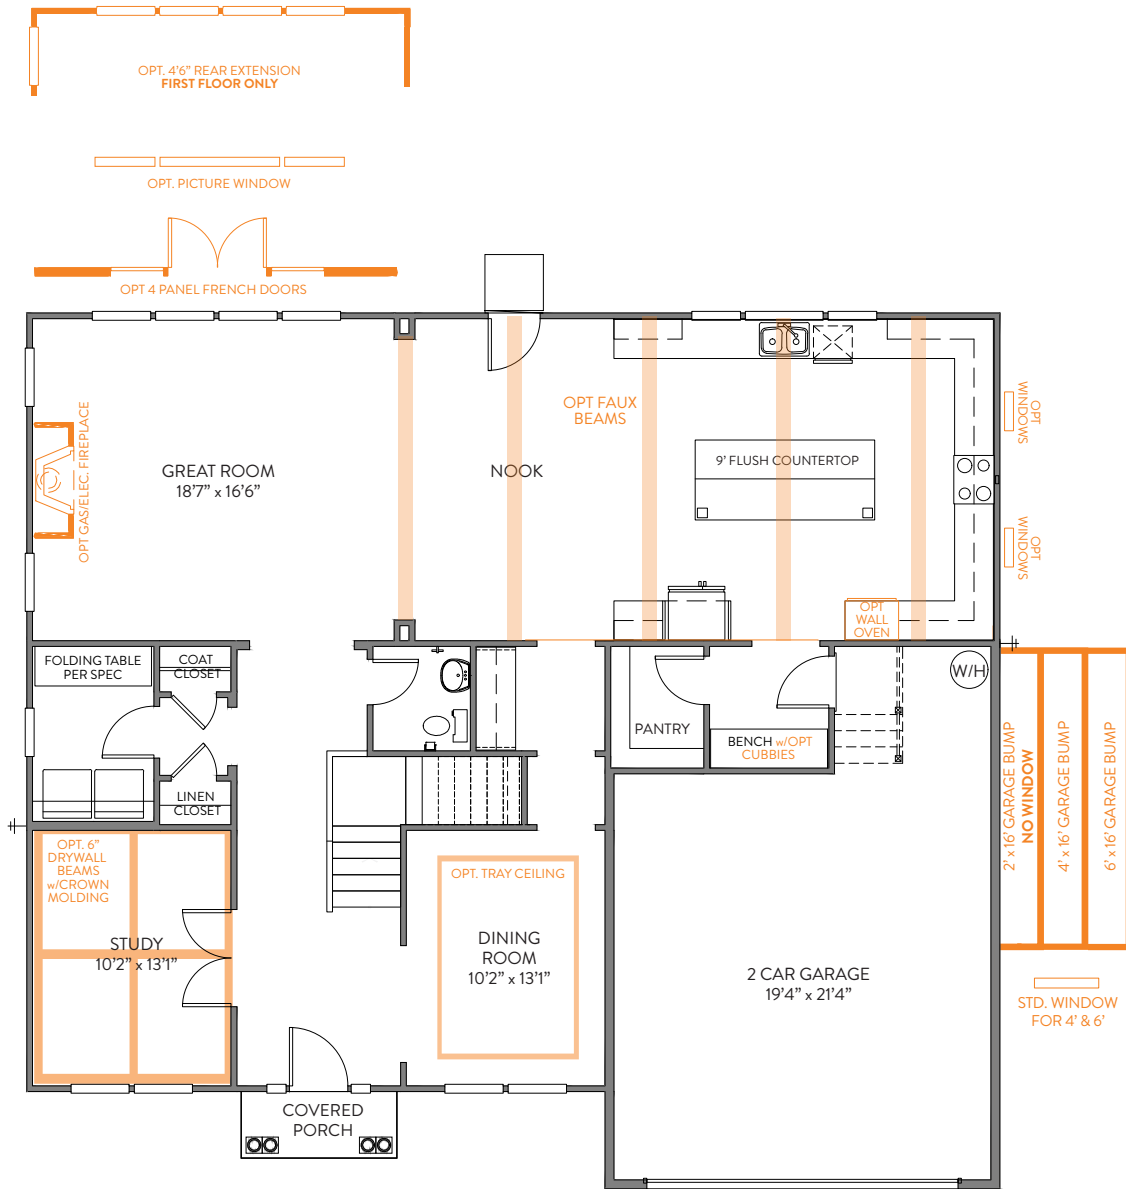 OPT. 4'6" REAR EXTENSION
FIRST FLOOR ONLY
OPT. PICTURE WINDOW
OPT 4 PANEL FRENCH DOORS
OPT FAUX
BEAMS
OPT
WINDOWS
OPT GAS/ELEC. FIREPLACE
GREAT ROOM
18'7" x 16'6"
NOOK
9' FLUSH COUNTERTOP
OPT
WINDOWS
OPT
WALL
OVEN
FOLDING TABLE
PER SPEC
COAT
CLOSET
W/H
PANTRY
BENCH w/OPT
CUBBIES
LINEN
CLOSET
2' x 16' GARAGE BUMP
NO WINDOW
4' x 16' GARAGE BUMP
6' x 16' GARAGE BUMP
OPT. 6"
DRYWALL
BEAMS
w/CROWN
MOLDING
STUDY
10'2" x 13'1"
OPT. TRAY CEILING
DINING
ROOM
10'2" x 13'1"
2 CAR GARAGE
19'4" x 21'4"
STD. WINDOW
FOR 4' & 6'
COVERED
PORCH